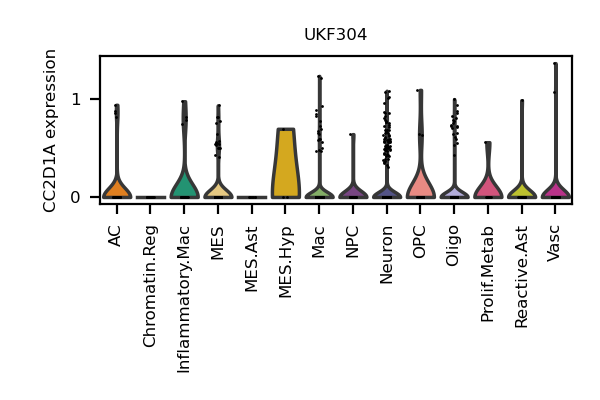 UKF304
CC2D1A expression
1
0
AC
Chromatin.Reg
Inflammatory.Mac
MES
MES.Ast
MES.Hyp
Mac
NPC
Neuron
OPC
Oligo
Prolif.Metab
Reactive.Ast
Vasc